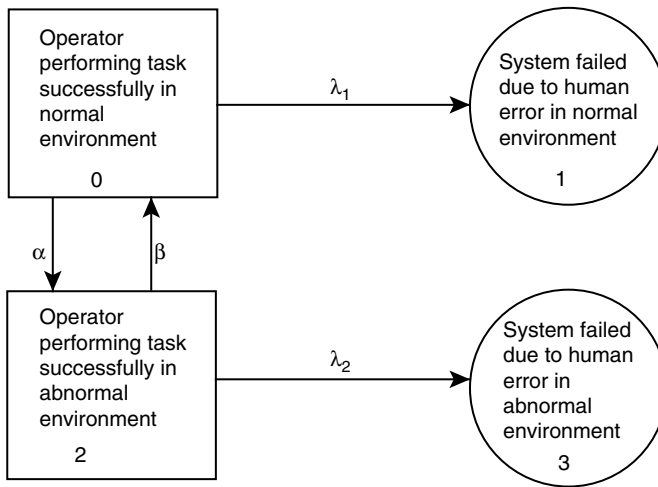 Operator
performing task
successfully in
normal
environment
0
λ1
System failed
due to human
error in normal
environment
1
α
β
Operator
performing task
successfully in
abnormal
environment
2
λ2
System failed
due to human
error in
abnormal
environment
3